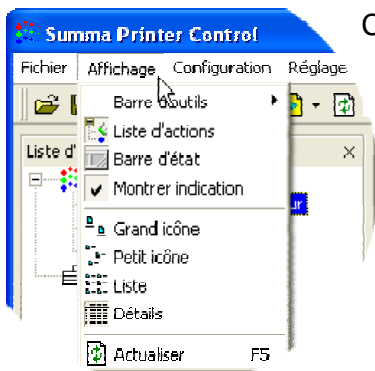 Summa Printer Control
C
Fichier Affichage Configuration Réglage
Barre d'outils
Liste d'actions
Liste d'
Barre d'état
Montrer indication
ur
Grand icône
Petit icône
Liste
Détails
Actualiser F5